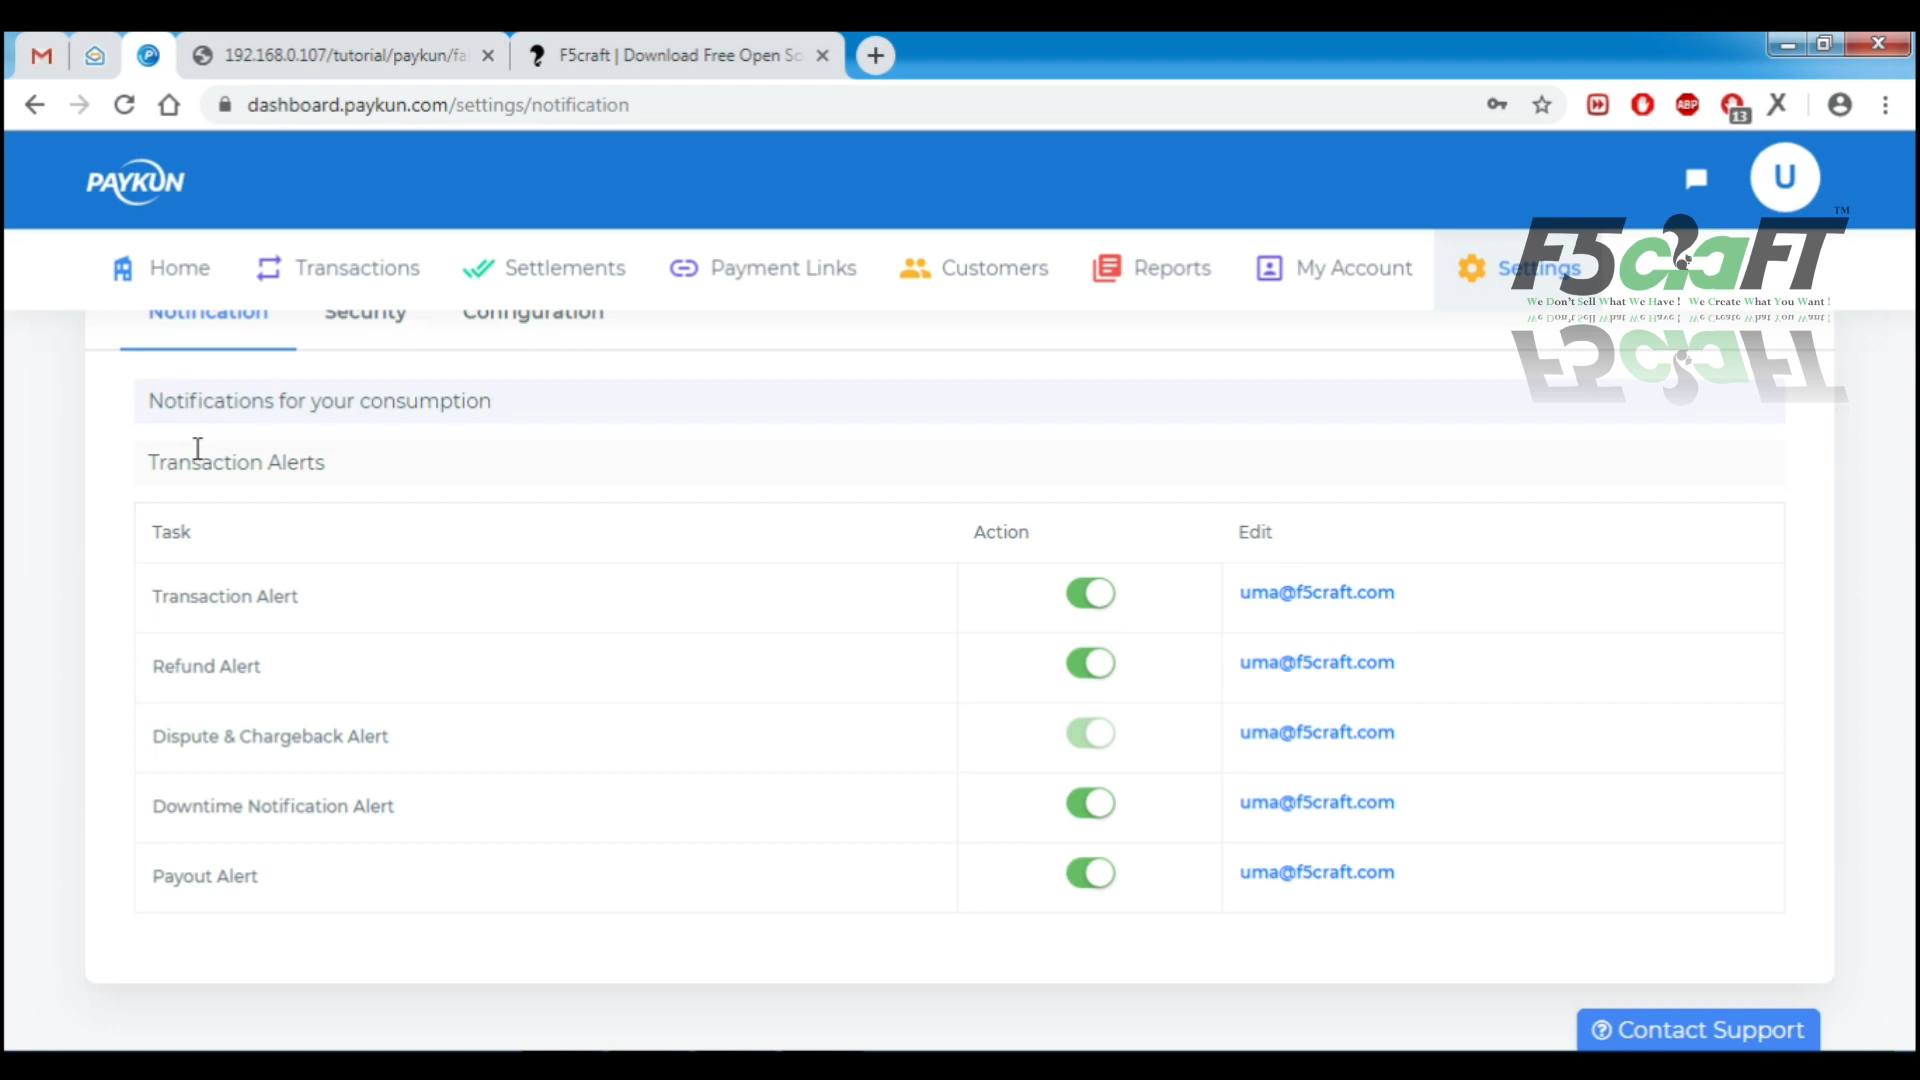 192.168.0.107/tutorial/paykun/fa
F5craft | Download Free Open So
dashboard.paykun.com/settings/notification
ABP
13
PAYKUN
U
Home
Transactions
Settlements
Payment Links
Customers
Reports
My Account
Settings
F5craFT
TM
We Don't Sell What We Have ! We Create What You Want !
Notification
Security
Configuration
Notifications for your consumption
Transaction Alerts
Task
Action
Edit
Transaction Alert
uma@f5craft.com
Refund Alert
uma@f5craft.com
Dispute & Chargeback Alert
uma@f5craft.com
Downtime Notification Alert
uma@f5craft.com
Payout Alert
uma@f5craft.com
Contact Support